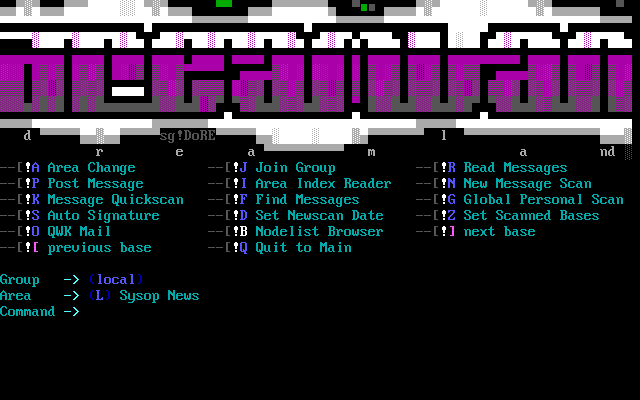 d sg!DoRE l
r e a m a nd
--[!A Area Change --[!J Join Group --[!R Read Messages
--[!P Post Message --[!I Area Index Reader --[!N New Message Scan
--[!K Message Quickscan --[!F Find Messages --[!G Global Personal Scan
--[!S Auto Signature --[!D Set Newscan Date --[!Z Set Scanned Bases
--[!O QWK Mail --[!B Nodelist Browser --[!] next base
--[![ previous base --[!Q Quit to Main
Group -> (local)
Area -> (L) Sysop News
Command ->